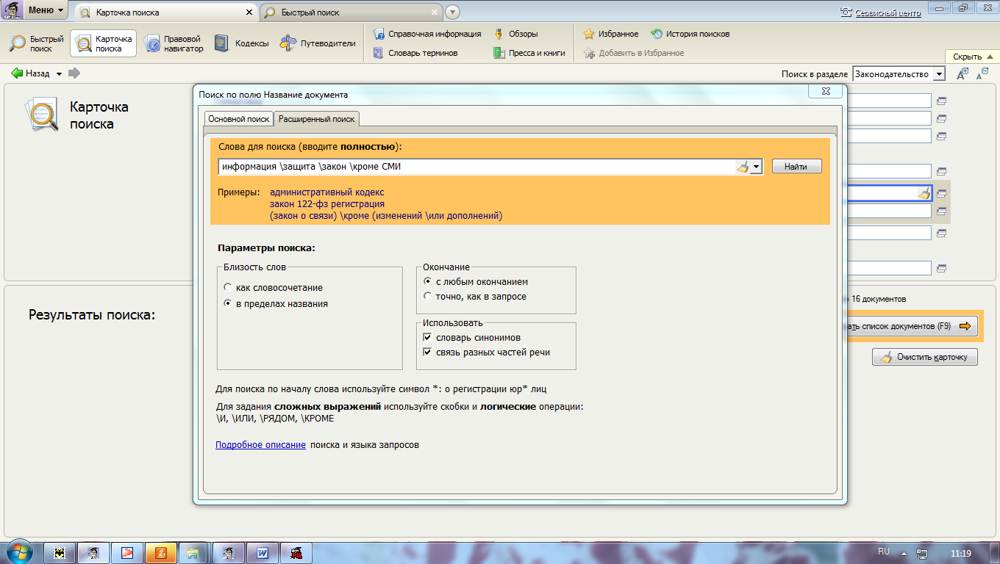 Меню
Карточка поиска
Быстрый поиск
Сервисный центр
Быстрый
поиск
Карточка
поиска
Правовой
навигатор
Кодексы
Путеводители
Справочная информация
Словарь терминов
Обзоры
Пресса и книги
Избранное
История поисков
Добавить в Избранное
Скрыть
Назад
Поиск в разделе
Законодательство
Карточка
поиска
Поиск по полю Название документа
Основной поиск
Расширенный поиск
Слова для поиска (вводите полностью):
информация \защита \закон \кроме СМИ
Найти
Примеры:
административный кодекс
закон 122-фз регистрация
(закон о связи) \кроме (изменений \или дополнений)
Параметры поиска:
Близость слов
как словосочетание
в пределах названия
Окончание
с любым окончанием
точно, как в запросе
Использовать
словарь синонимов
связь разных частей речи
Для поиска по началу слова используйте символ *: о регистрации юр* лиц
Для задания сложных выражений используйте скобки и логические операции:
\И, \ИЛИ, \РЯДОМ, \КРОМЕ
Подробное описание поиска и языка запросов
Результаты поиска:
16 документов
ать список документов (F9)
Очистить карточку
RU
11:19